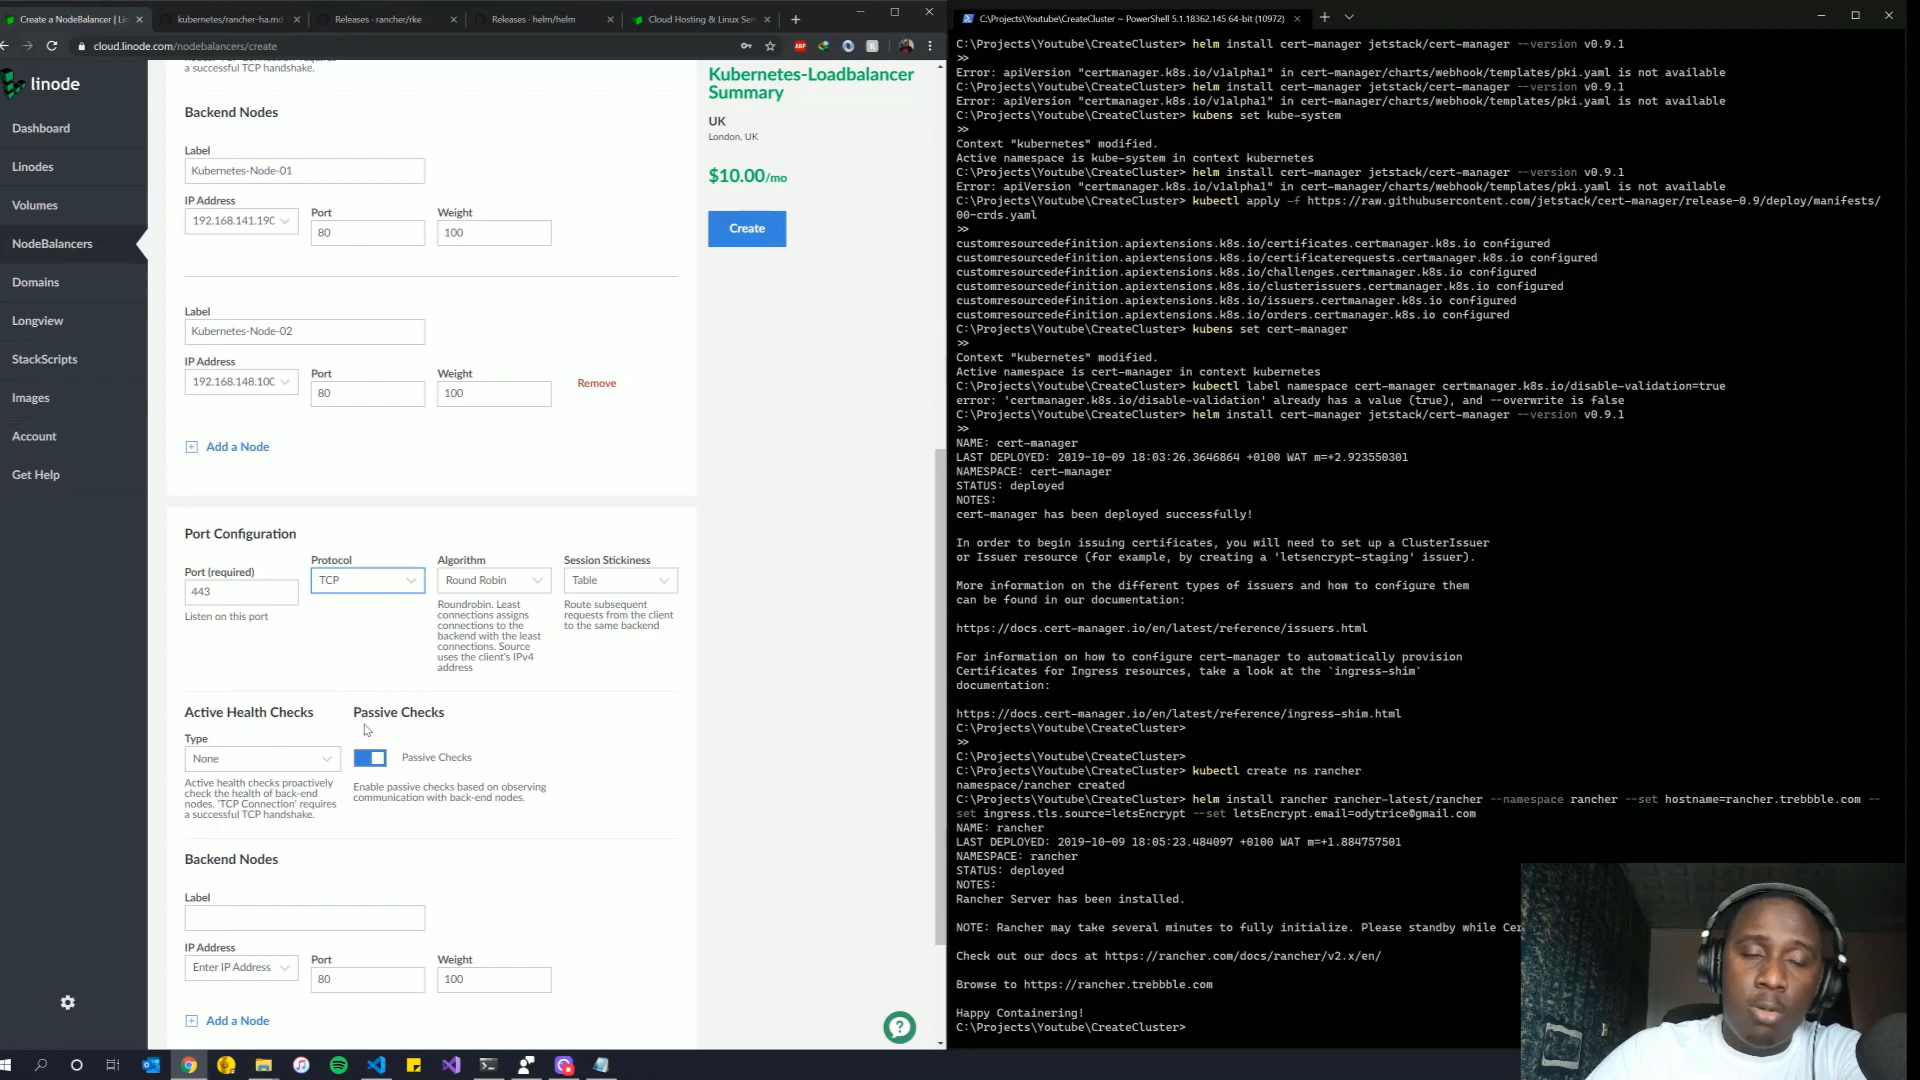 Create a NodeBalancer | Lin
kubernetes/rancher-ha.md
Releases · rancher/rke
Releases · helm/helm
Cloud Hosting & Linux Serv
cloud.linode.com/nodebalancers/create
ABP
linode
Dashboard
Linodes
Volumes
NodeBalancers
Domains
Longview
StackScripts
Images
Account
Get Help
a successful TCP handshake.
Backend Nodes
Label
Kubernetes-Node-01
IP Address
Port
Weight
192.168.141.190
80
100
Label
Kubernetes-Node-02
IP Address
Port
Weight
192.168.148.100
80
100
Remove
Add a Node
Port Configuration
Port (required)
Protocol
Algorithm
Session Stickiness
443
TCP
Round Robin
Table
Listen on this port
Roundrobin. Least
connections assigns
connections to the
backend with the least
connections. Source
uses the client's IPv4
address
Route subsequent
requests from the client
to the same backend
Active Health Checks
Passive Checks
Type
None
Passive Checks
Active health checks proactively
check the health of back-end
nodes. 'TCP Connection' requires
a successful TCP handshake.
Enable passive checks based on observing
communication with back-end nodes.
Backend Nodes
Label
IP Address
Port
Weight
Enter IP Address
80
100
Add a Node
Kubernetes-Loadbalancer
Summary
UK
London, UK
$10.00/mo
Create
C:\Projects\Youtube\CreateCluster ~ PowerShell 5.1.18362.145 64-bit (10972)
C:\Projects\Youtube\CreateCluster> helm install cert-manager jetstack/cert-manager --version v0.9.1
>>
Error: apiVersion "certmanager.k8s.io/v1alpha1" in cert-manager/charts/webhook/templates/pki.yaml is not available
C:\Projects\Youtube\CreateCluster> helm install cert-manager jetstack/cert-manager --version v0.9.1
Error: apiVersion "certmanager.k8s.io/v1alpha1" in cert-manager/charts/webhook/templates/pki.yaml is not available
C:\Projects\Youtube\CreateCluster> kubens set kube-system
>>
Context "kubernetes" modified.
Active namespace is kube-system in context kubernetes
C:\Projects\Youtube\CreateCluster> helm install cert-manager jetstack/cert-manager --version v0.9.1
Error: apiVersion "certmanager.k8s.io/v1alpha1" in cert-manager/charts/webhook/templates/pki.yaml is not available
C:\Projects\Youtube\CreateCluster> kubectl apply -f https://raw.githubusercontent.com/jetstack/cert-manager/release-0.9/deploy/manifests/
00-crds.yaml
>>
customresourcedefinition.apiextensions.k8s.io/certificates.certmanager.k8s.io configured
customresourcedefinition.apiextensions.k8s.io/certificaterequests.certmanager.k8s.io configured
customresourcedefinition.apiextensions.k8s.io/challenges.certmanager.k8s.io configured
customresourcedefinition.apiextensions.k8s.io/clusterissuers.certmanager.k8s.io configured
customresourcedefinition.apiextensions.k8s.io/issuers.certmanager.k8s.io configured
customresourcedefinition.apiextensions.k8s.io/orders.certmanager.k8s.io configured
C:\Projects\Youtube\CreateCluster> kubens set cert-manager
>>
Context "kubernetes" modified.
Active namespace is cert-manager in context kubernetes
C:\Projects\Youtube\CreateCluster> kubectl label namespace cert-manager certmanager.k8s.io/disable-validation=true
error: 'certmanager.k8s.io/disable-validation' already has a value (true), and --overwrite is false
C:\Projects\Youtube\CreateCluster> helm install cert-manager jetstack/cert-manager --version v0.9.1
>>
NAME: cert-manager
LAST DEPLOYED: 2019-10-09 18:03:26.3646864 +0100 WAT m=+2.923550301
NAMESPACE: cert-manager
STATUS: deployed
NOTES:
cert-manager has been deployed successfully!
In order to begin issuing certificates, you will need to set up a ClusterIssuer
or Issuer resource (for example, by creating a 'letsencrypt-staging' issuer).
More information on the different types of issuers and how to configure them
can be found in our documentation:
https://docs.cert-manager.io/en/latest/reference/issuers.html
For information on how to configure cert-manager to automatically provision
Certificates for Ingress resources, take a look at the `ingress-shim`
documentation:
https://docs.cert-manager.io/en/latest/reference/ingress-shim.html
C:\Projects\Youtube\CreateCluster>
>>
C:\Projects\Youtube\CreateCluster>
C:\Projects\Youtube\CreateCluster> kubectl create ns rancher
namespace/rancher created
C:\Projects\Youtube\CreateCluster> helm install rancher rancher-latest/rancher --namespace rancher --set hostname=rancher.trebbble.com --
set ingress.tls.source=letsEncrypt --set letsEncrypt.email=odytrice@gmail.com
NAME: rancher
LAST DEPLOYED: 2019-10-09 18:05:23.484097 +0100 WAT m=+1.884757501
NAMESPACE: rancher
STATUS: deployed
NOTES:
Rancher Server has been installed.
NOTE: Rancher may take several minutes to fully initialize. Please standby while Cer
Check out our docs at https://rancher.com/docs/rancher/v2.x/en/
Browse to https://rancher.trebbble.com
Happy Containering!
C:\Projects\Youtube\CreateCluster>